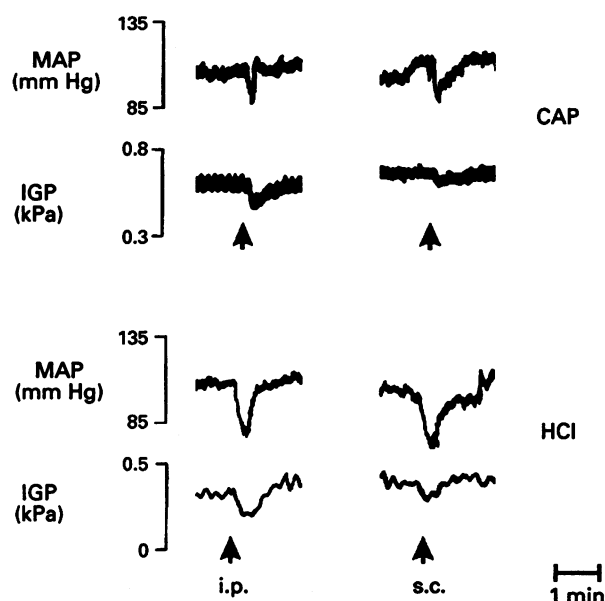 135
MAP
(mm Hg)
85
CAP
0.8
IGP
(kPa)
0.3
135
MAP
(mm Hg)
85
HCl
0.5
IGP
(kPa)
0
i.p.
s.c.
1 min